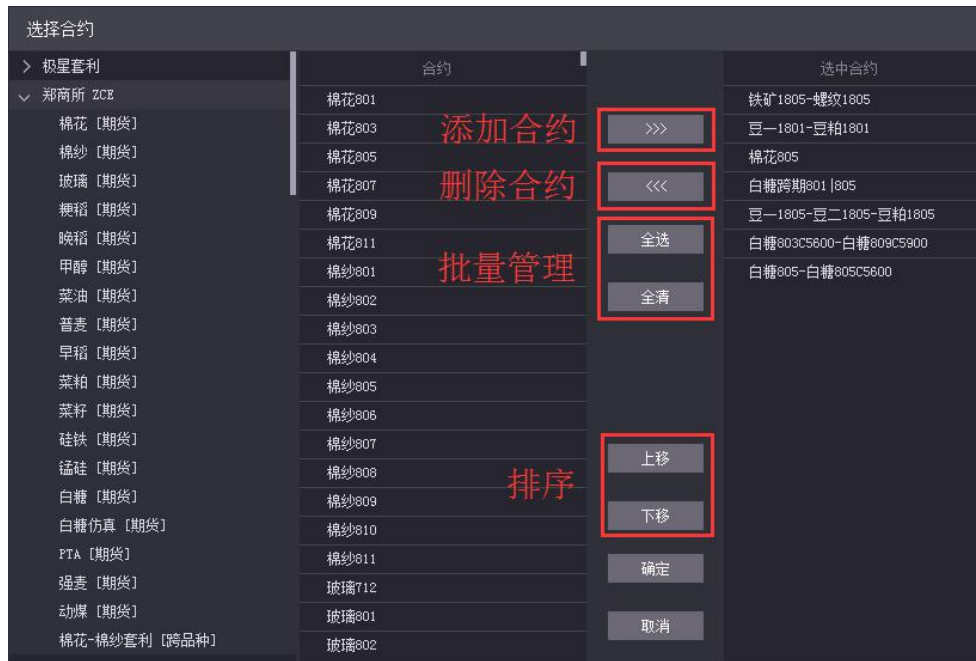 选择合约
极星套利
郑商所 ZCE
棉花 [期货]
棉纱 [期货]
玻璃 [期货]
粳稻 [期货]
晚稻 [期货]
甲醇 [期货]
菜油 [期货]
普麦 [期货]
早稻 [期货]
菜粕 [期货]
菜籽 [期货]
硅铁 [期货]
锰硅 [期货]
白糖 [期货]
白糖仿真 [期货]
PTA [期货]
强麦 [期货]
动煤 [期货]
棉花-棉纱套利 [跨品种]
合约
棉花801
棉花803
棉花805
棉花807
棉花809
棉花811
棉纱801
棉纱802
棉纱803
棉纱804
棉纱805
棉纱806
棉纱807
棉纱808
棉纱809
棉纱810
棉纱811
玻璃712
玻璃801
玻璃802
添加合约
>>>
删除合约
<<<
批量管理
全选
全清
排序
上移
下移
确定
取消
选中合约
铁矿1805-螺纹1805
豆一1801-豆粕1801
棉花805
白糖跨期801|805
豆一1805-豆二1805-豆粕1805
白糖803C5600-白糖809C5900
白糖805-白糖805C5600